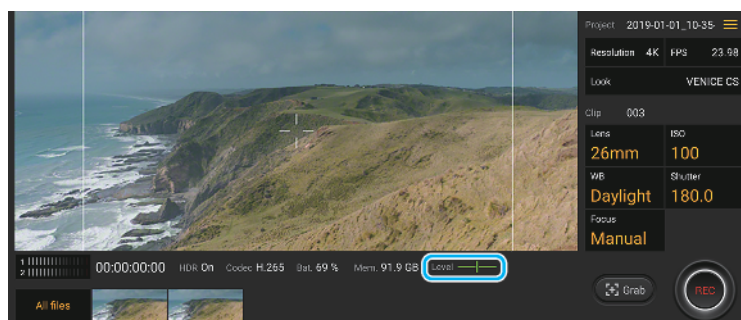 Project 2019-01-01_10-35-
Resolution 4K FPS 23.98
Look VENICE CS
Clip 003
Lens ISO
26mm 100
WB Shutter
Daylight 180.0
Focus
Manual
1
2
00:00:00:00 HDR On Codec H.265 Bat. 69 % Mem. 91.9 GB Level
Grab
REC
All files